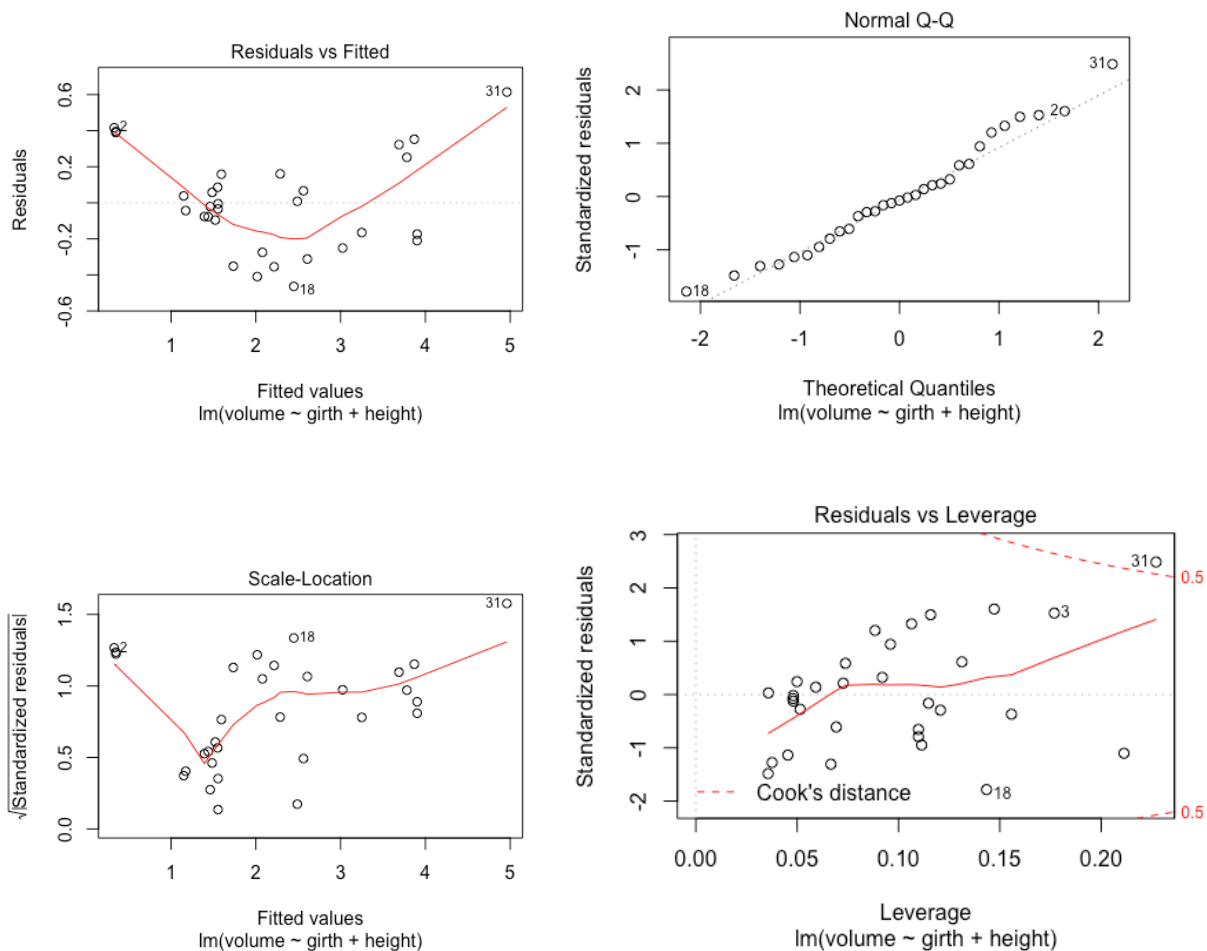 Residuals vs Fitted
Residuals
0.6
0.2
-0.2
-0.6
2
31
18
1 2 3 4 5
Fitted values
lm(volume ~ girth + height)
Normal Q-Q
Standardized residuals
2
1
0
-1
31
2
18
-2 -1 0 1 2
Theoretical Quantiles
lm(volume ~ girth + height)
Scale-Location
√|Standardized residuals|
1.5
1.0
0.5
0.0
2
18
31
1 2 3 4 5
Fitted values
lm(volume ~ girth + height)
Residuals vs Leverage
Standardized residuals
3
2
1
0
-1
-2
31
3
18
0.5
0.5
Cook's distance
0.00 0.05 0.10 0.15 0.20
Leverage
lm(volume ~ girth + height)